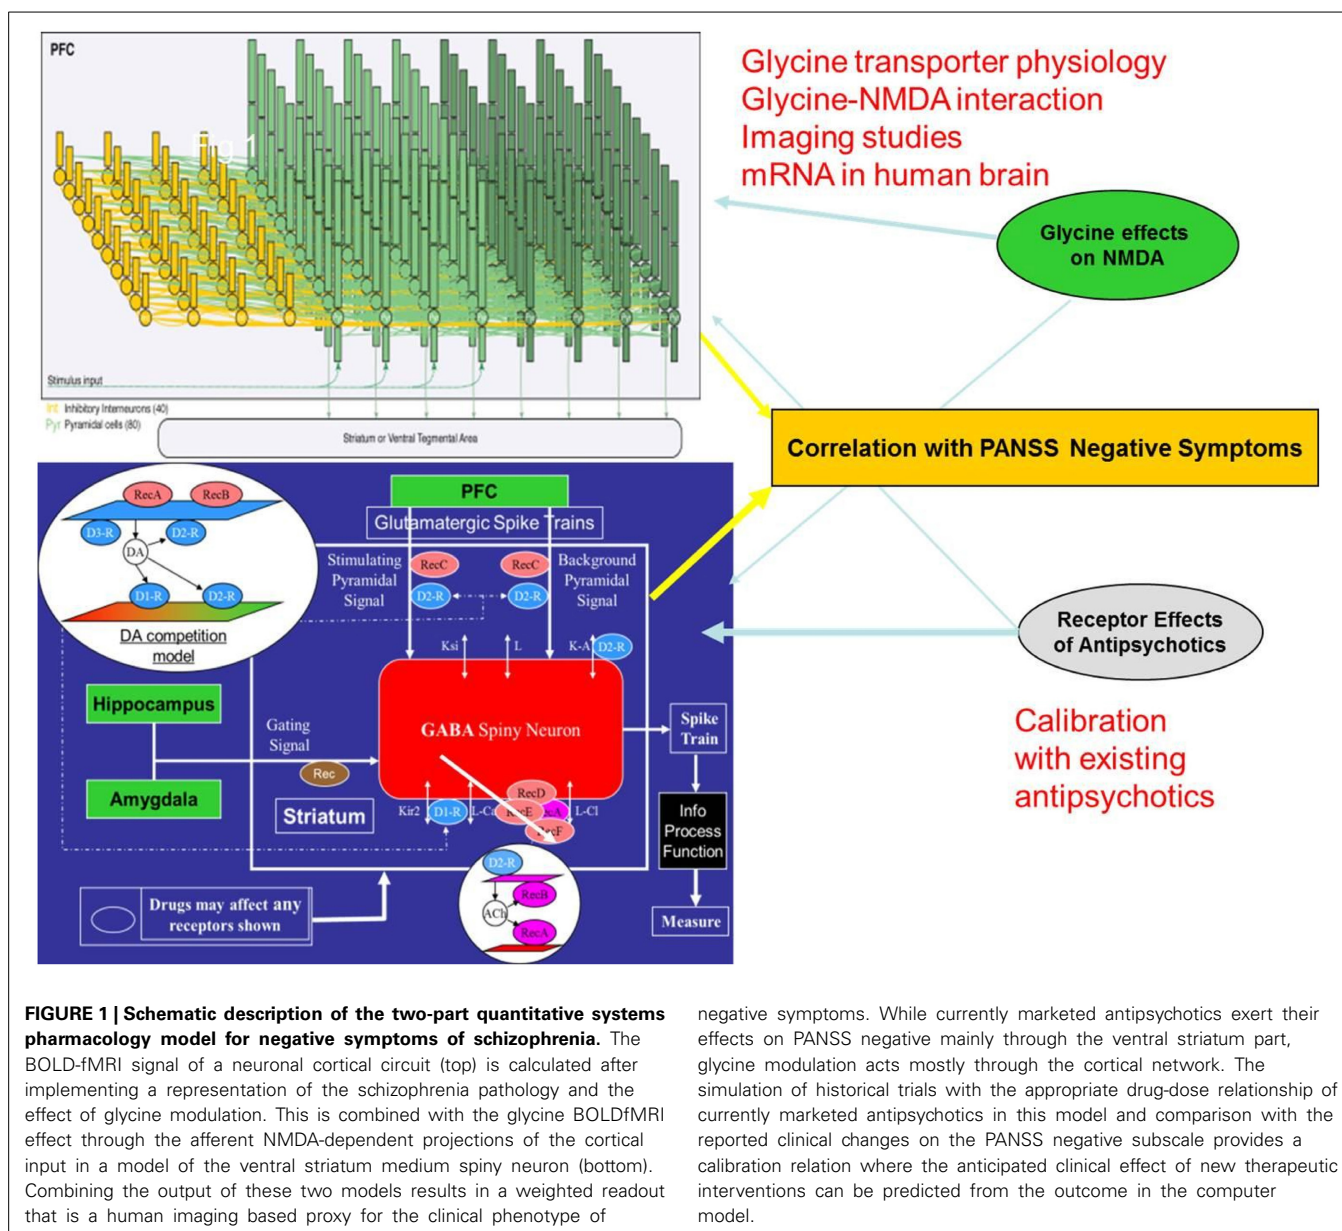 PFC
Fig 1
Stimulus input
Int Inhibitory Interneurons (40)
Pyr Pyramidal cells (80)
Striatum or Ventral Tegmental Area
Glycine transporter physiology
Glycine-NMDA interaction
Imaging studies
mRNA in human brain
Glycine effects
on NMDA
Correlation with PANSS Negative Symptoms
Receptor Effects
of Antipsychotics
Calibration
with existing
antipsychotics
RecA
RecB
D3-R
D2-R
DA
D1-R
D2-R
DA competition
model
PFC
Glutamatergic Spike Trains
Stimulating
Pyramidal
Signal
RecC
D2-R
RecC
D2-R
Background
Pyramidal
Signal
Ksi
L
K-A
D2-R
Hippocampus
Amygdala
Gating
Signal
Rec
GABA Spiny Neuron
Striatum
Kir2
D1-R
L-Ca
RecD
RecE
RecF
L-Cl
Spike
Train
Info
Process
Function
Measure
D2-R
ACh
RecB
RecA
Drugs may affect any
receptors shown
FIGURE 1 | Schematic description of the two-part quantitative systems
pharmacology model for negative symptoms of schizophrenia. The
BOLD-fMRI signal of a neuronal cortical circuit (top) is calculated after
implementing a representation of the schizophrenia pathology and the
effect of glycine modulation. This is combined with the glycine BOLDfMRI
effect through the afferent NMDA-dependent projections of the cortical
input in a model of the ventral striatum medium spiny neuron (bottom).
Combining the output of these two models results in a weighted readout
that is a human imaging based proxy for the clinical phenotype of
negative symptoms. While currently marketed antipsychotics exert their
effects on PANSS negative mainly through the ventral striatum part,
glycine modulation acts mostly through the cortical network. The
simulation of historical trials with the appropriate drug-dose relationship of
currently marketed antipsychotics in this model and comparison with the
reported clinical changes on the PANSS negative subscale provides a
calibration relation where the anticipated clinical effect of new therapeutic
interventions can be predicted from the outcome in the computer
model.